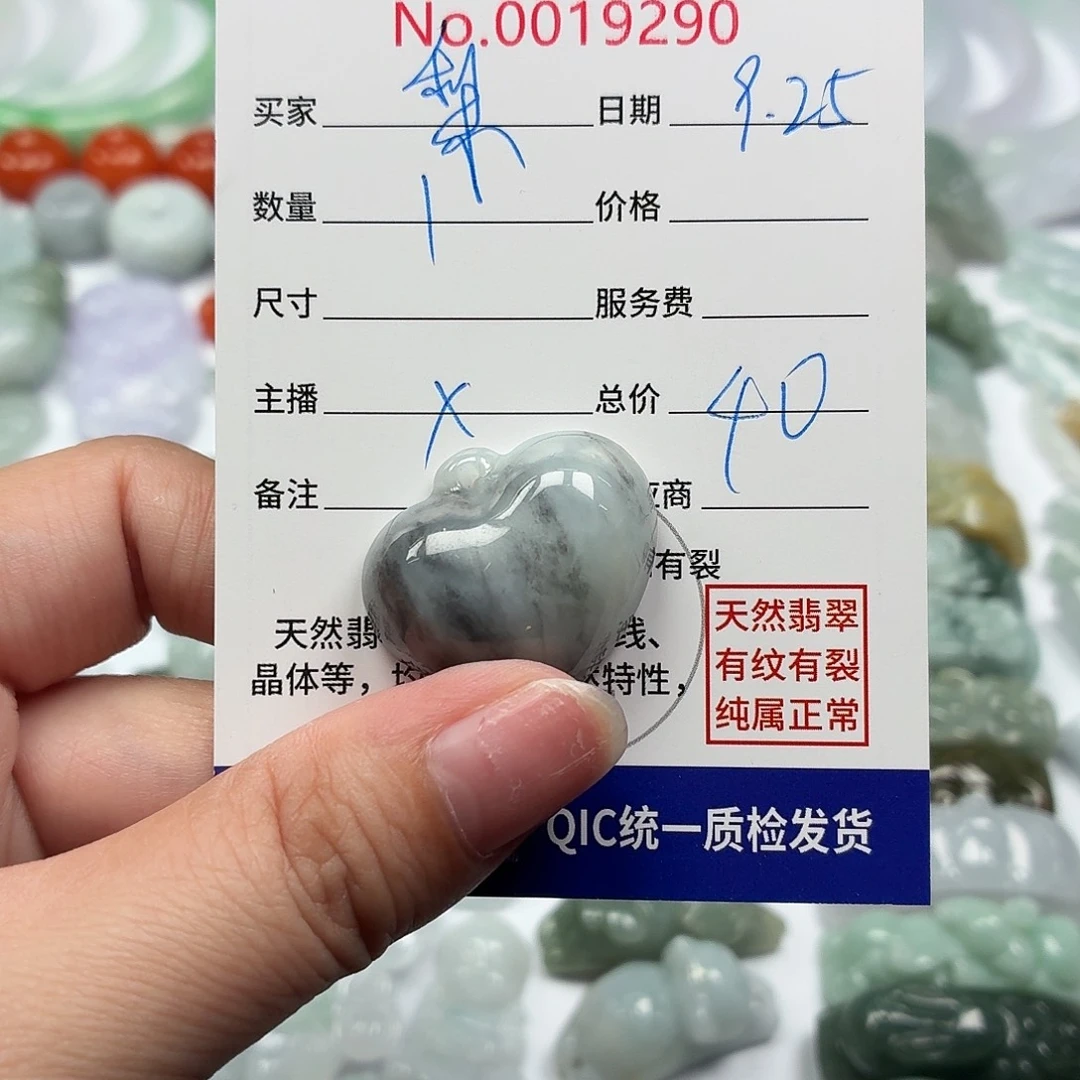 No.0019290
买家 梨 日期 9.25
数量 1 价格
尺寸 服务费
主播 X 总价 40
备注 商
有裂
天然翡 线、
晶体等，均 特性，
天然翡翠
有纹有裂
纯属正常
QIC统一质检发货